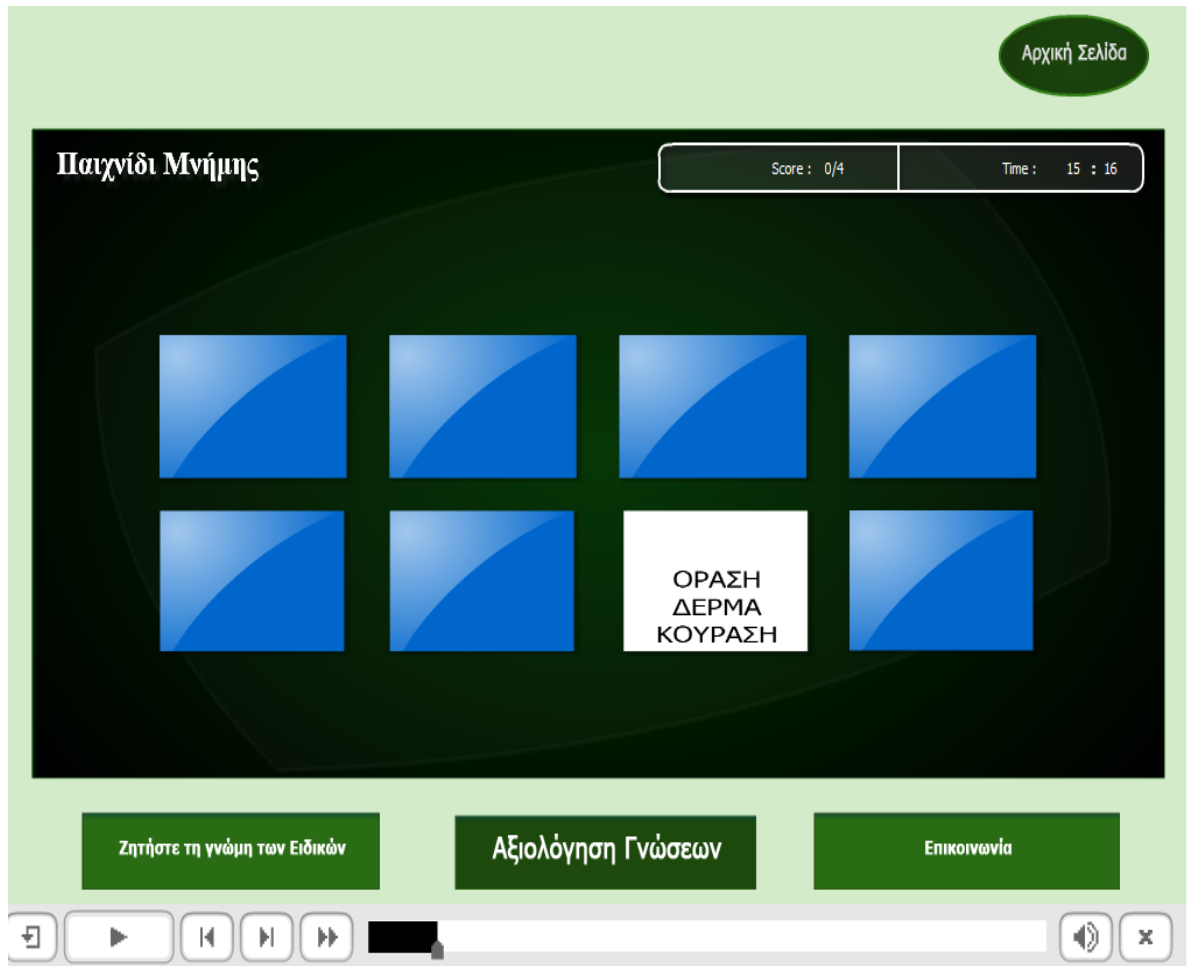 Αρχική Σελίδα
Παιχνίδι Μνήμης
Score : 0/4
Time : 15 : 16
ΟΡΑΣΗ
ΔΕΡΜΑ
ΚΟΥΡΑΣΗ
Ζητήστε τη γνώμη των Ειδικών
Αξιολόγηση Γνώσεων
Επικοινωνία